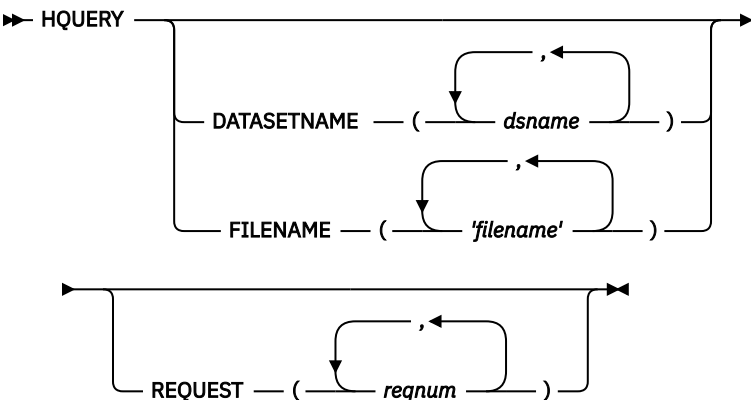 HQUERY
,
DATASETNAME ( dsname )
,
FILENAME ( 'filename' )
,
REQUEST ( reqnum )